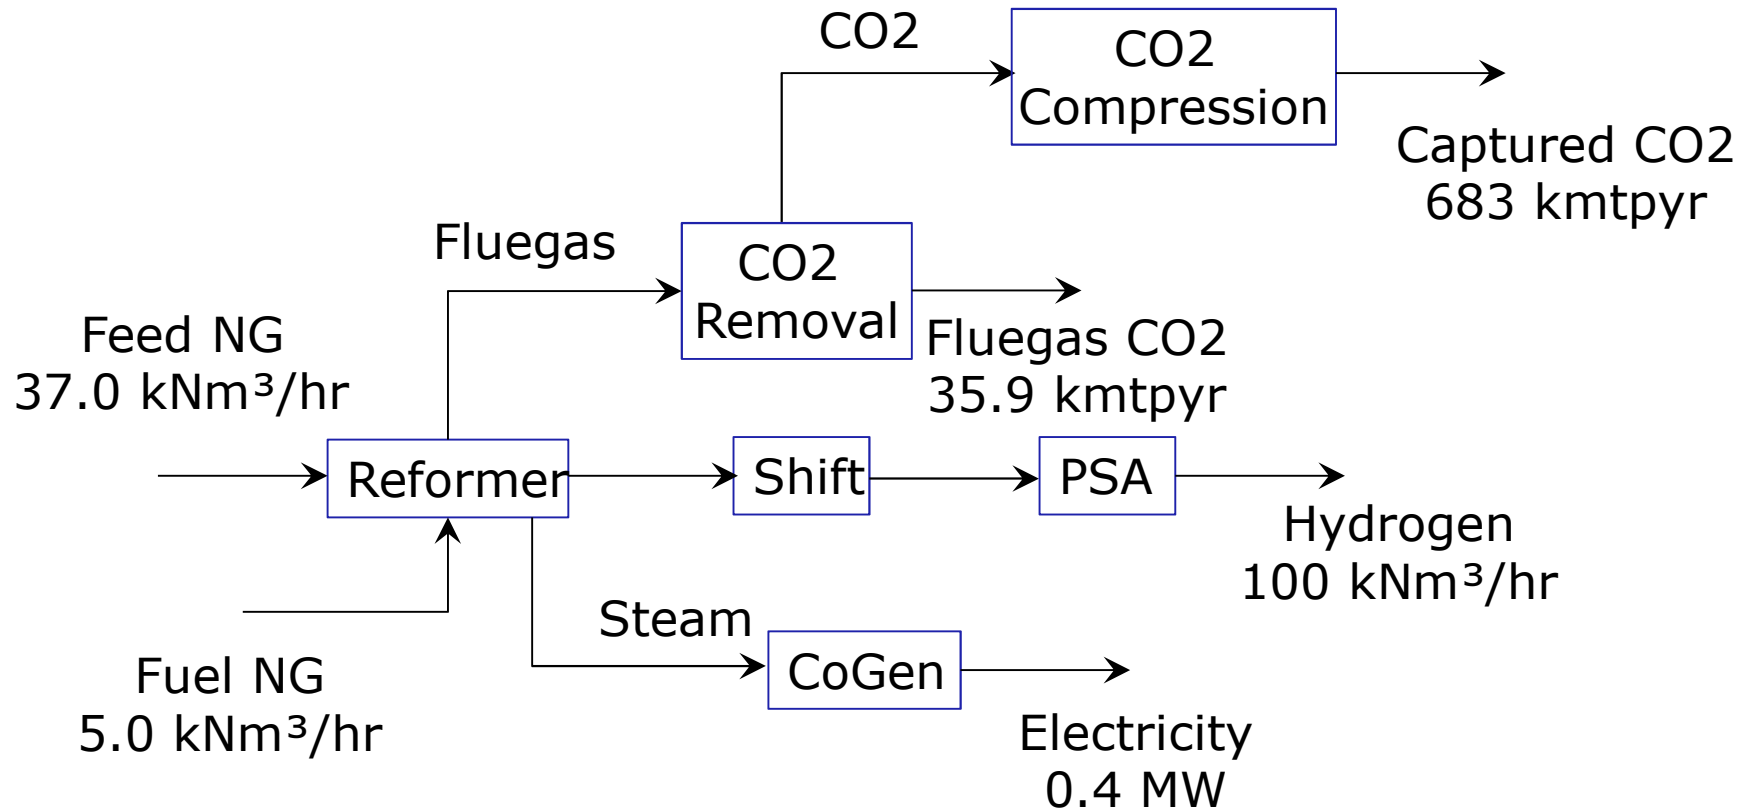 CO2
CO2
Compression
Captured CO2
683 kmtpyr
Fluegas
CO2
Removal
Fluegas CO2
35.9 kmtpyr
Feed NG
37.0 kNm³/hr
Reformer
Shift
PSA
Hydrogen
100 kNm³/hr
Steam
CoGen
Fuel NG
5.0 kNm³/hr
Electricity
0.4 MW